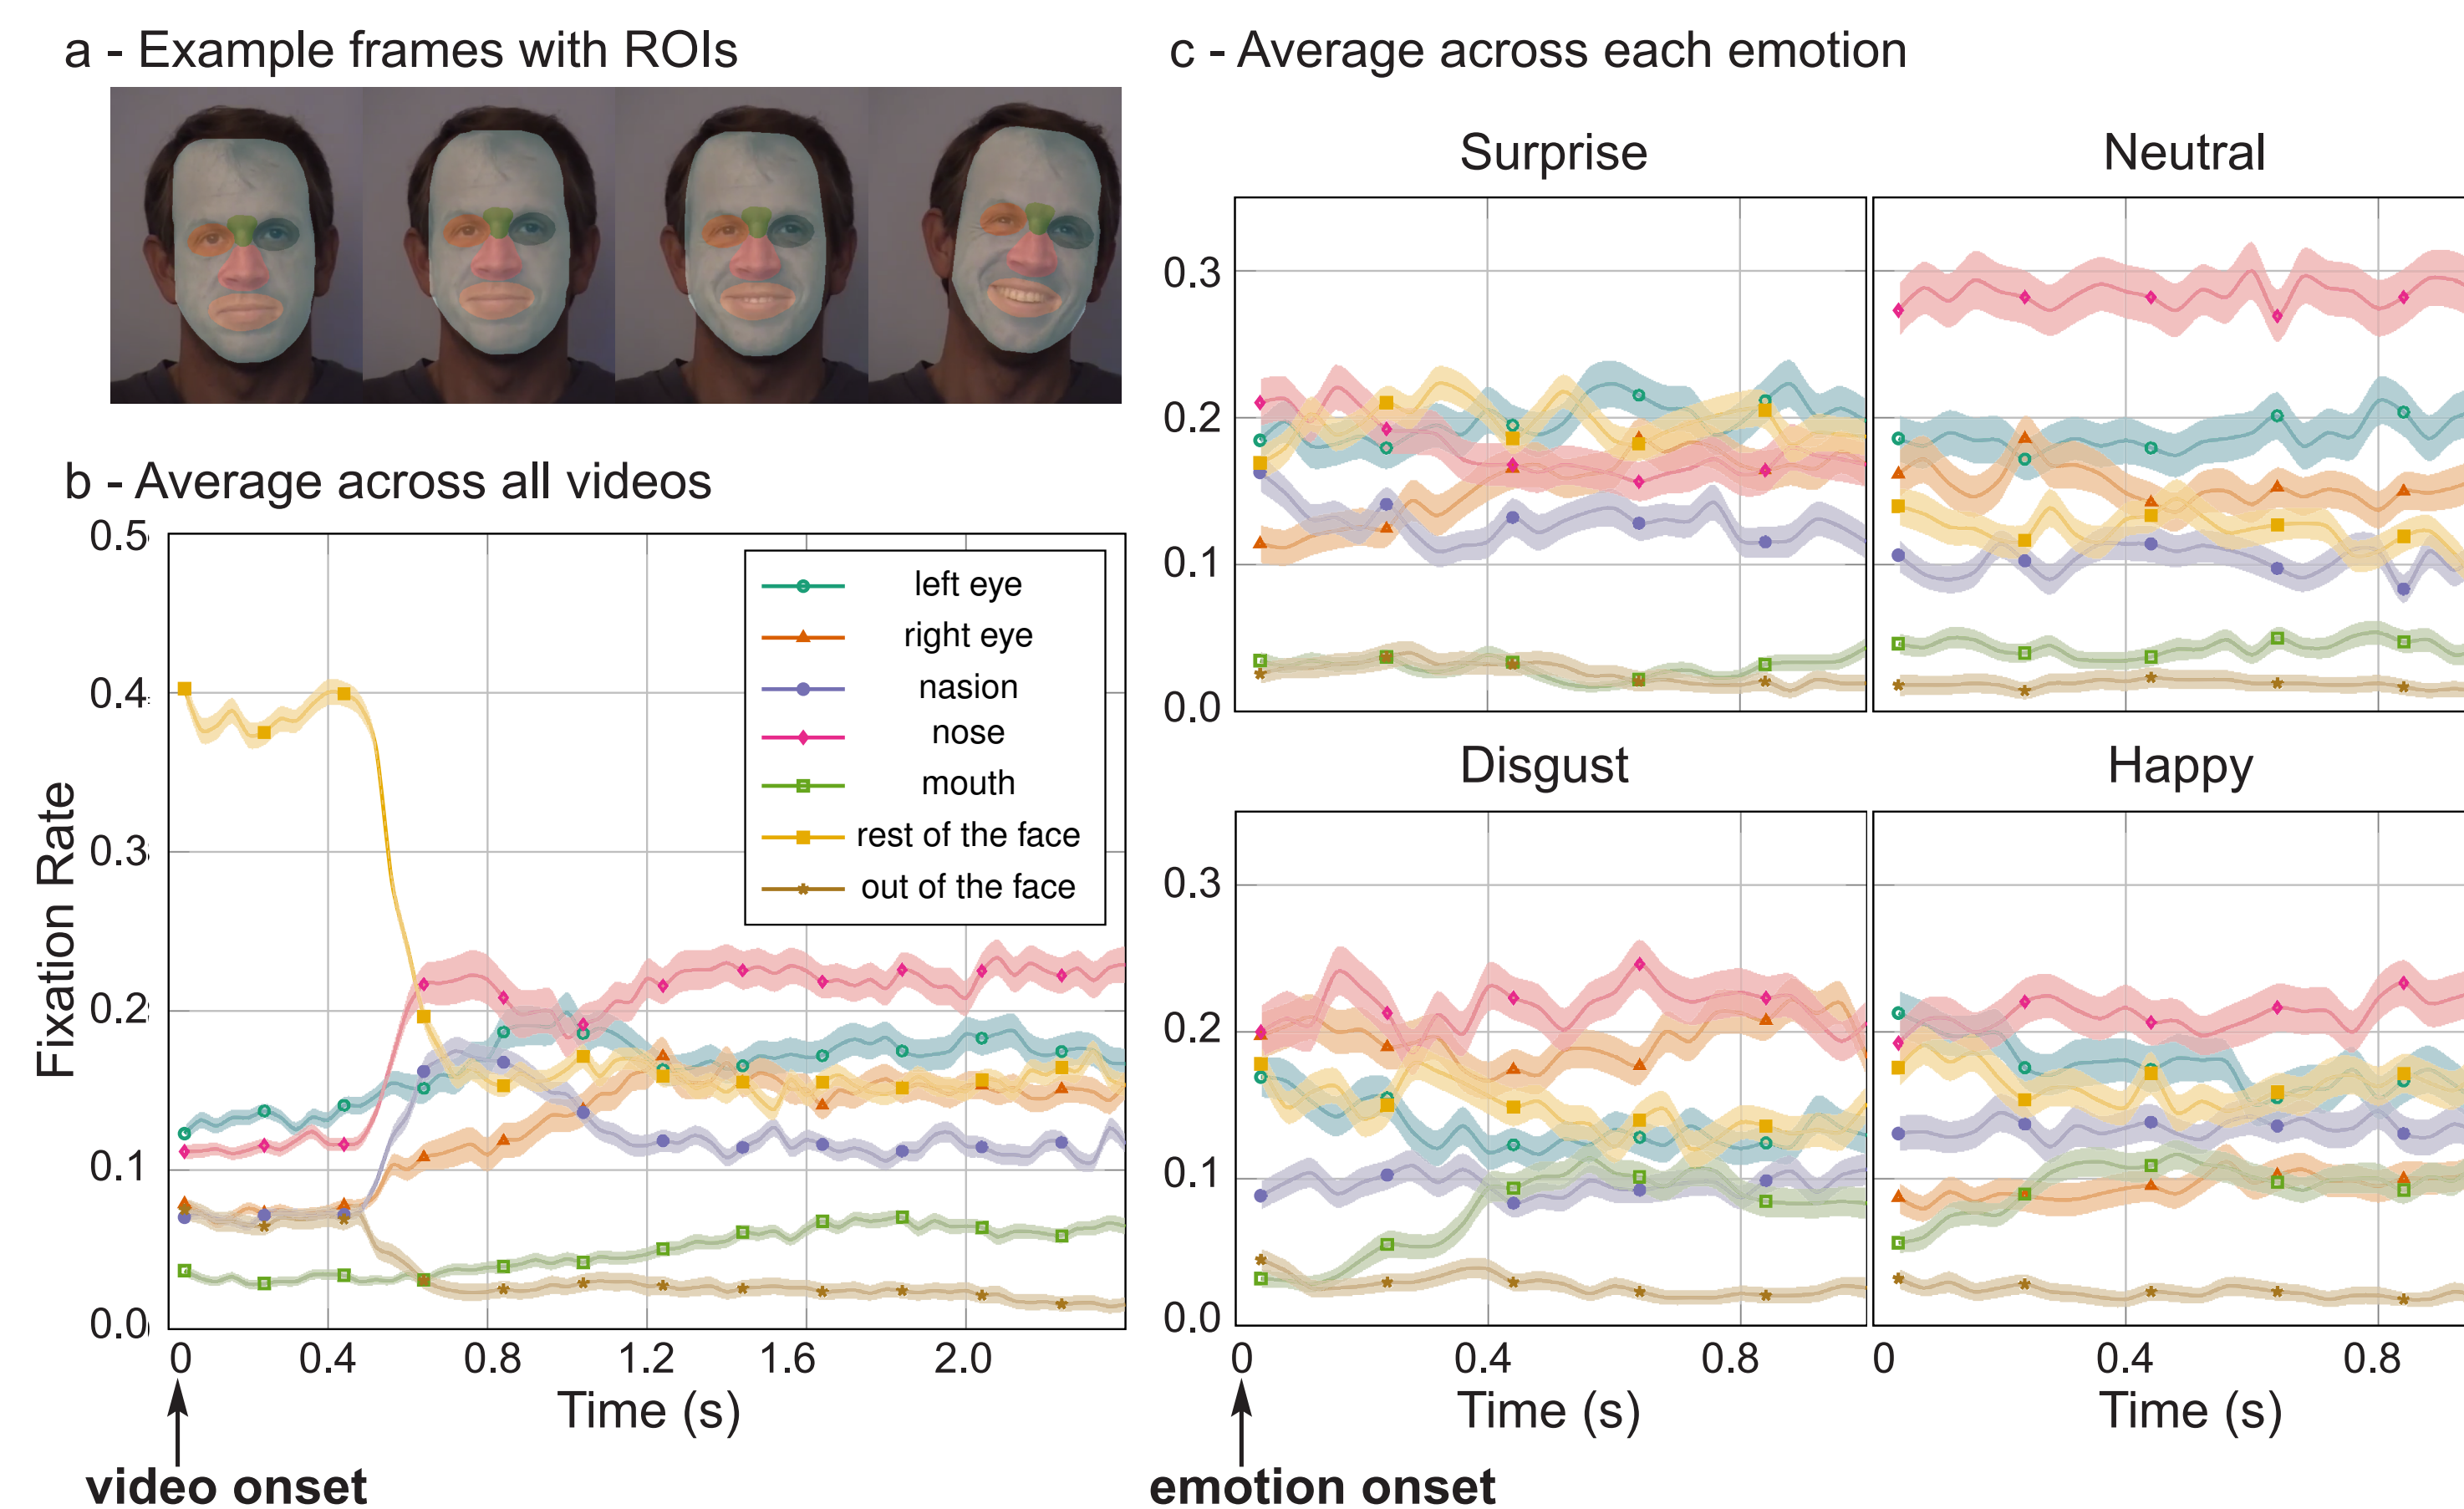 a - Example frames with ROIs
b - Average across all videos
0.5
0.4
0.3
0.2
0.1
0.0
Fixation Rate
left eye
right eye
nasion
nose
mouth
rest of the face
out of the face
0 0.4 0.8 1.2 1.6 2.0
Time (s)
video onset
c - Average across each emotion
Surprise Neutral
0.3
0.2
0.1
0.0
Disgust Happy
0.3
0.2
0.1
0.0
0 0.4 0.8 0 0.4 0.8
Time (s) Time (s)
emotion onset